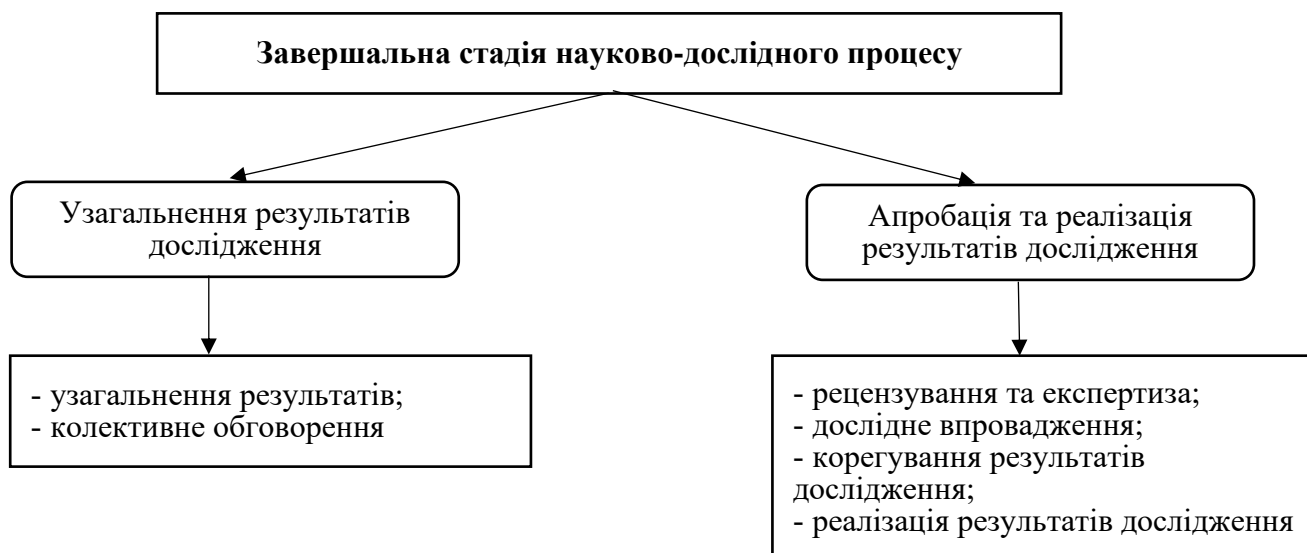 Завершальна стадія науково-дослідного процесу
Узагальнення результатів
дослідження
Апробація та реалізація
результатів дослідження
- узагальнення результатів;
- колективне обговорення
- рецензування та експертиза;
- дослідне впровадження;
- корегування результатів
дослідження;
- реалізація результатів дослідження